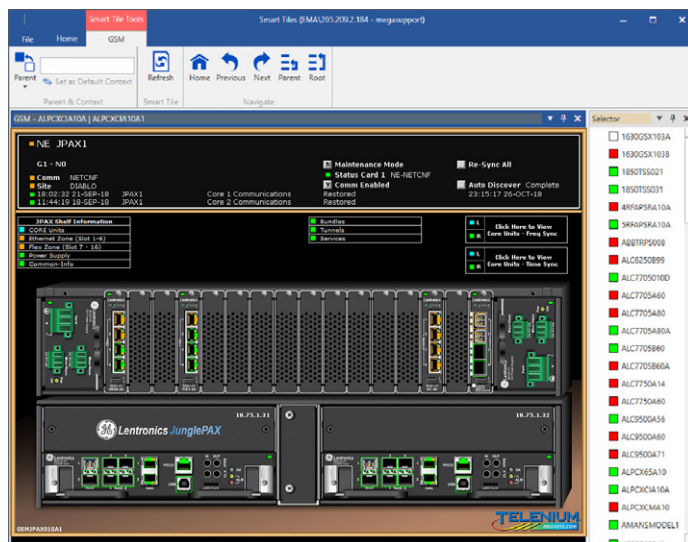 Smart Tile Tools
Smart Tiles (EMA\205.209.2.184 - megasupport)
File
Home
GSM
Parent
Set as Default Context
Refresh
Home
Previous
Next
Parent
Root
Parent & Context
Smart Tile
Navigate
GSM - ALPCXCIA10A | ALPCXCIA10A1
Selector
NE JPAX1
G1 - N0
Comm NETCNF
Site DIABLO
18:02:32 21-SEP-18 JPAX1 Core 1 Communications Restored
11:44:19 18-SEP-18 JPAX1 Core 2 Communications Restored
Maintenance Mode
Status Card 1 NE-NETCNF
Comm Enabled
Re-Sync All
Auto Discover Complete
23:15:17 26-OCT-18
JPAX Shelf Information
CORE Units
Ethernet Zone (Slot 1-6)
Flex Zone (Slot 7 - 16)
Power Supply
Common-Info
Bundles
Tunnels
Services
L
R
Click Here to View
Core Units - Freq Sync
L
R
Click Here to View
Core Units - Time Sync
10.75.1.31
Lentronics JunglePAX
10.75.1.32
GEMJPAX010A1
TELENIUM
1630GSX103A
1630GSX103B
1850TSS021
1850TSS031
4RFAPSRA10A
5RFAPSRA10A
ABBTRPS008
ALC6250B99
ALC7705010D
ALC7705A60
ALC7705A80
ALC7705A80A
ALC7705B60
ALC7705B60A
ALC7750A14
ALC7750A60
ALC9500A56
ALC9500A60
ALC9500A71
ALPCX65A10
ALPCXCIA10A
ALPCXCMA10
AMANSMODEL1